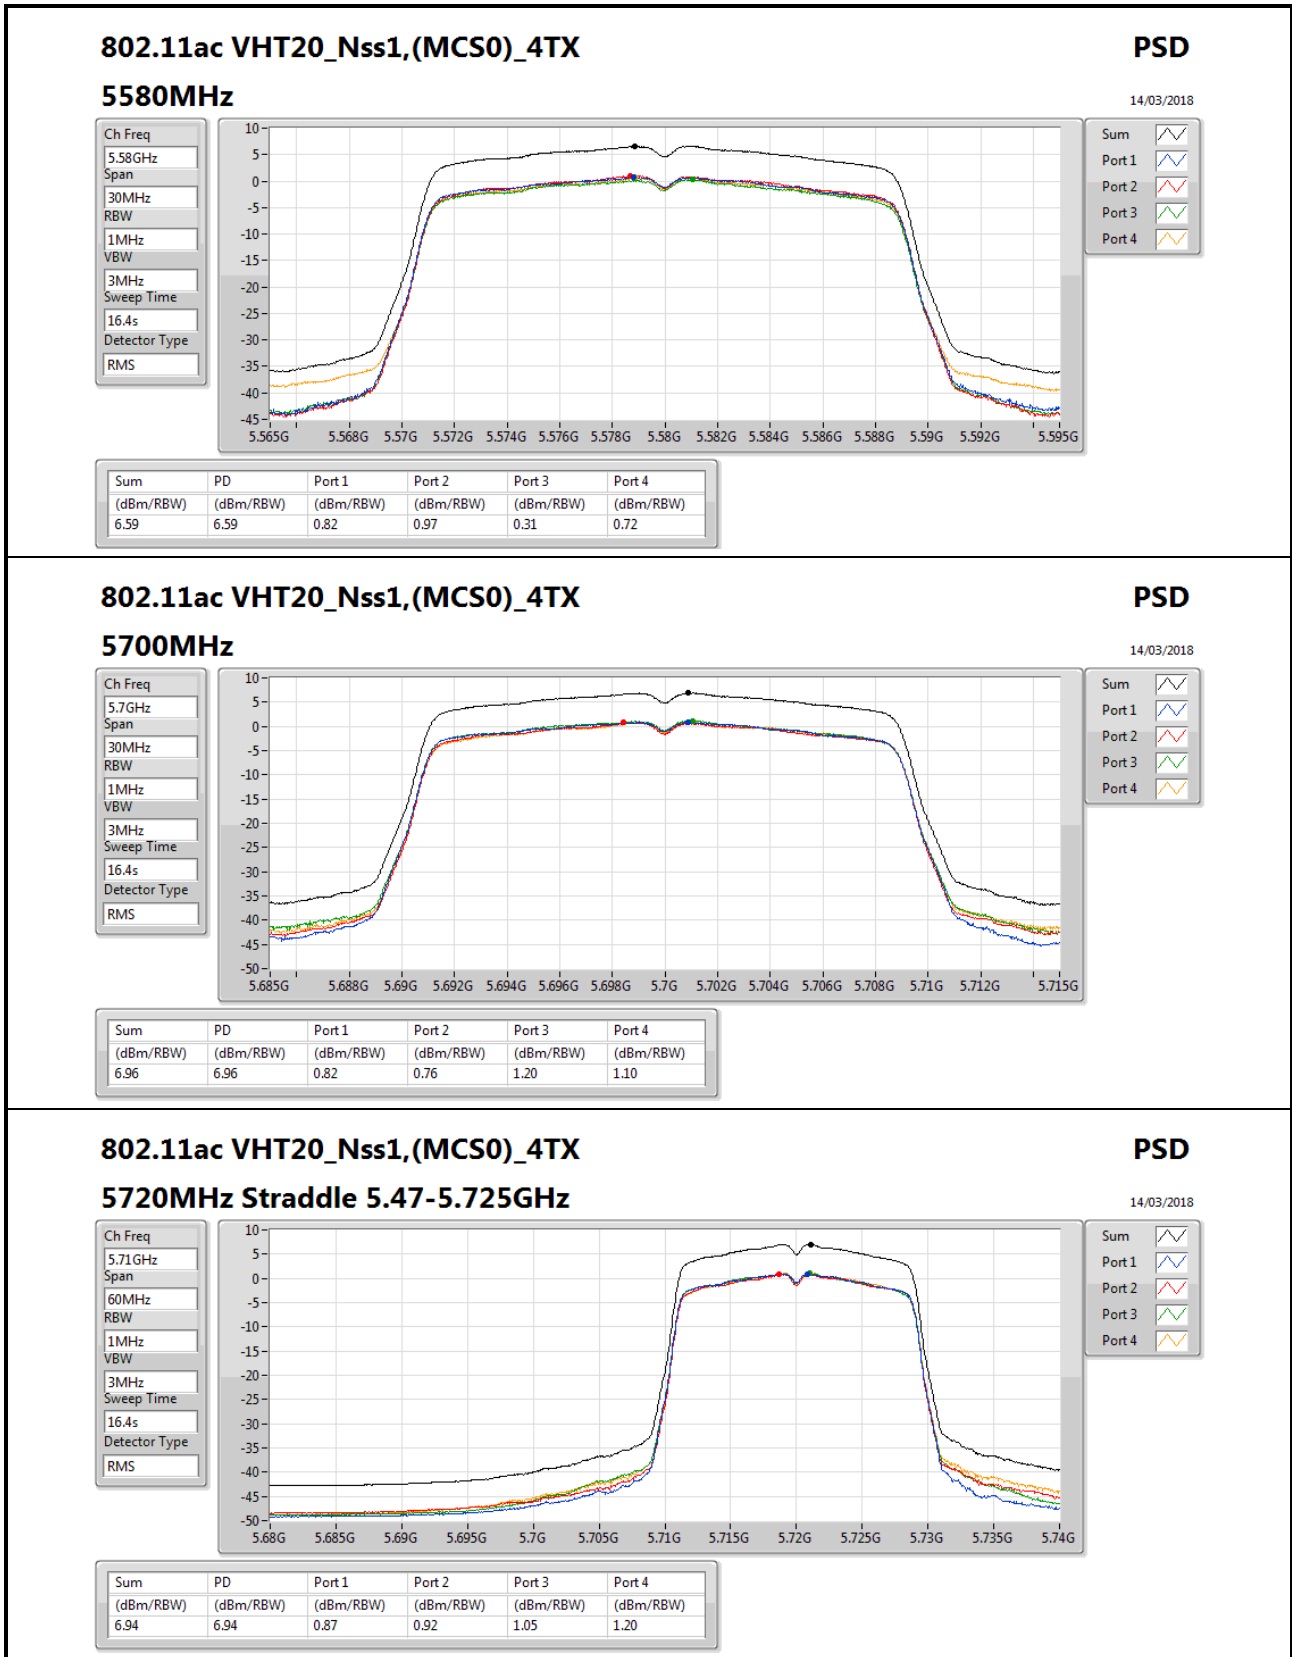 802.11ac VHT20_Nss1,(MCS0)_4TX PSD
5580MHz 14/03/2018
Ch Freq
5.58GHz
Span
30MHz
RBW
1MHz
VBW
3MHz
Sweep Time
16.4s
Detector Type
RMS
10
5
0
-5
-10
-15
-20
-25
-30
-35
-40
-45
5.565G 5.568G 5.57G 5.572G 5.574G 5.576G 5.578G 5.58G 5.582G 5.584G 5.586G 5.588G 5.59G 5.592G 5.595G
Sum
Port 1
Port 2
Port 3
Port 4
Sum PD Port 1 Port 2 Port 3 Port 4
(dBm/RBW) (dBm/RBW) (dBm/RBW) (dBm/RBW) (dBm/RBW) (dBm/RBW)
6.59 6.59 0.82 0.97 0.31 0.72
802.11ac VHT20_Nss1,(MCS0)_4TX PSD
5700MHz 14/03/2018
Ch Freq
5.7GHz
Span
30MHz
RBW
1MHz
VBW
3MHz
Sweep Time
16.4s
Detector Type
RMS
10
5
0
-5
-10
-15
-20
-25
-30
-35
-40
-45
-50
5.685G 5.688G 5.69G 5.692G 5.694G 5.696G 5.698G 5.7G 5.702G 5.704G 5.706G 5.708G 5.71G 5.712G 5.715G
Sum
Port 1
Port 2
Port 3
Port 4
Sum PD Port 1 Port 2 Port 3 Port 4
(dBm/RBW) (dBm/RBW) (dBm/RBW) (dBm/RBW) (dBm/RBW) (dBm/RBW)
6.96 6.96 0.82 0.76 1.20 1.10
802.11ac VHT20_Nss1,(MCS0)_4TX PSD
5720MHz Straddle 5.47-5.725GHz 14/03/2018
Ch Freq
5.71GHz
Span
60MHz
RBW
1MHz
VBW
3MHz
Sweep Time
16.4s
Detector Type
RMS
10
5
0
-5
-10
-15
-20
-25
-30
-35
-40
-45
-50
5.68G 5.685G 5.69G 5.695G 5.7G 5.705G 5.71G 5.715G 5.72G 5.725G 5.73G 5.735G 5.74G
Sum
Port 1
Port 2
Port 3
Port 4
Sum PD Port 1 Port 2 Port 3 Port 4
(dBm/RBW) (dBm/RBW) (dBm/RBW) (dBm/RBW) (dBm/RBW) (dBm/RBW)
6.94 6.94 0.87 0.92 1.05 1.20